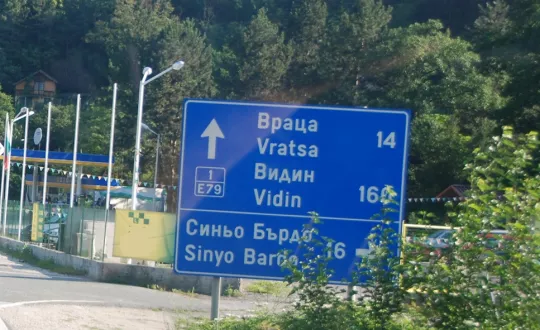 Враца 14
Vratsa
I
E79
Видин
Vidin
Синьо Бърдо
Sinyo Bardo